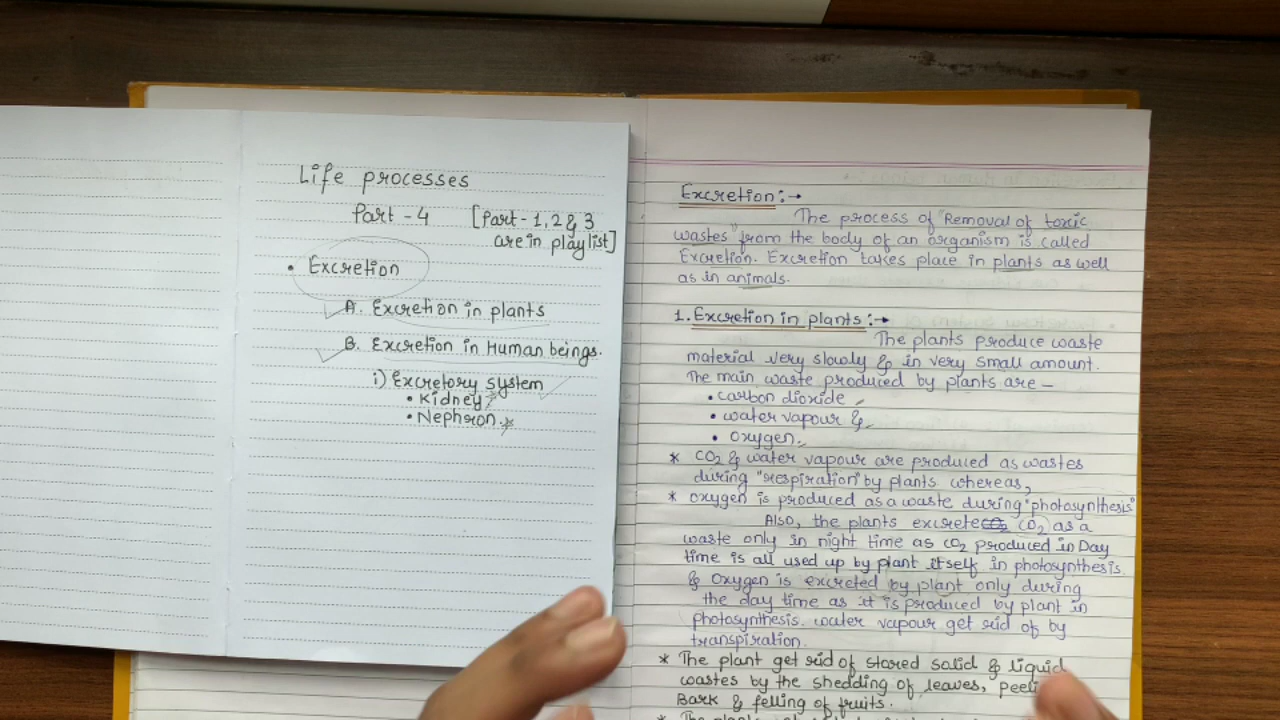 Life processes
Part - 4 [Part - 1, 2 & 3
are in playlist]
• Excretion
A. Excretion in plants
B. Excretion in Human beings.
i) Excretory system
• Kidney
• Nephron.
Excretion:→
The process of "Removal of toxic
wastes" from the body of an organism is called
Excretion. Excretion takes place in plants as well
as in animals.
1. Excretion in plants:→
The plants produce waste
material very slowly & in very small amount.
The main waste produced by plants are —
• carbon dioxide
• water vapour &
• oxygen.
* CO2 & water vapour are produced as wastes
during "respiration" by plants whereas,
* oxygen is produced as a waste during "photosynthesis"
Also, the plants excrete CO2 as a
waste only in night time as CO2 produced in Day
time is all used up by plant itself in photosynthesis.
& Oxygen is excreted by plant only during
the day time as it is produced by plant in
photosynthesis. water vapour get rid of by
transpiration.
* The plant get rid of stored solid & liquid
wastes by the shedding of leaves,
Bark & felling of fruits.